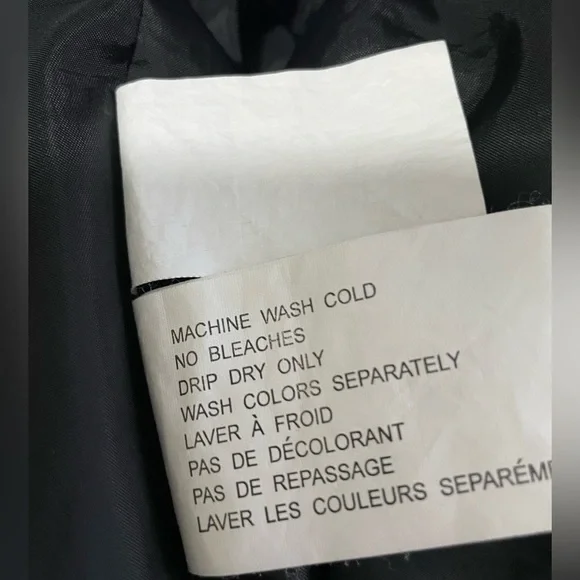 MACHINE WASH COLD
NO BLEACHES
DRIP DRY ONLY
WASH COLORS SEPARATELY
LAVER À FROID
PAS DE DÉCOLORANT
PAS DE REPASSAGE
LAVER LES COULEURS SEPARÉM